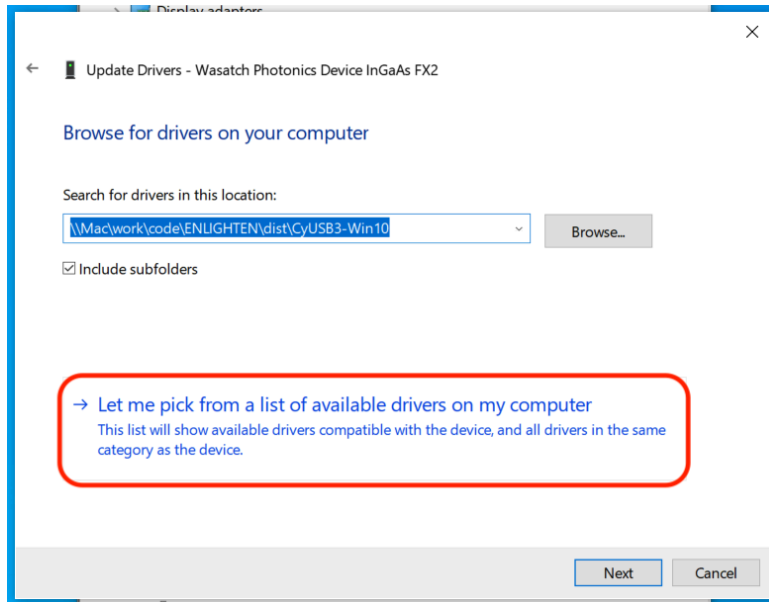 Display adapters
Update Drivers - Wasatch Photonics Device InGaAs FX2
Browse for drivers on your computer
Search for drivers in this location:
\\Mac\work\code\ENLIGHTEN\dist\CyUSB3-Win10
Browse...
Include subfolders
Let me pick from a list of available drivers on my computer
This list will show available drivers compatible with the device, and all drivers in the same
category as the device.
Next
Cancel